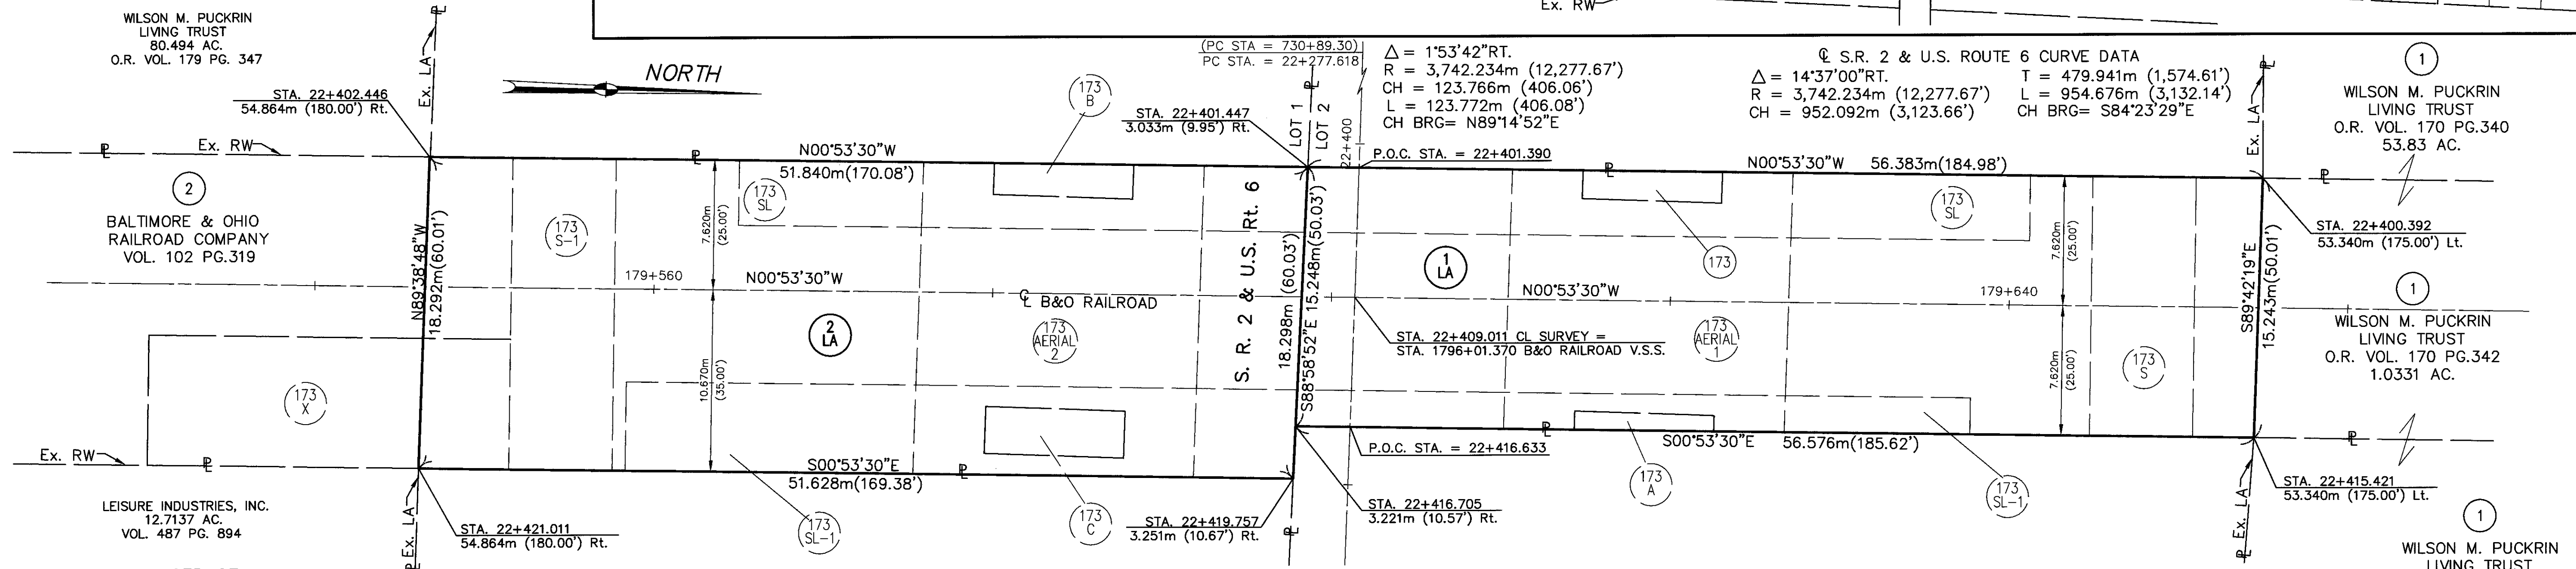 WILSON M. PUCKRIN
LIVING TRUST
80.494 AC.
O.R. VOL. 179 PG. 347
Ex. LA
NORTH
Ex. RW
(PC STA = 730+89.30)
PC STA. = 22+277.618
Δ = 1°53'42"RT.
R = 3,742.234m (12,277.67')
CH = 123.766m (406.06')
L = 123.772m (406.08')
CH BRG= N89°14'52"E
℄ S.R. 2 & U.S. ROUTE 6 CURVE DATA
Δ = 14°37'00"RT.
R = 3,742.234m (12,277.67')
CH = 952.092m (3,123.66')
T = 479.941m (1,574.61')
L = 954.676m (3,132.14')
CH BRG= S84°23'29"E
Ex. LA
1
WILSON M. PUCKRIN
LIVING TRUST
O.R. VOL. 170 PG.340
53.83 AC.
STA. 22+402.446
54.864m (180.00') Rt.
173
B
STA. 22+401.447
3.033m (9.95') Rt.
LOT 1
LOT 2
22+400
P.O.C. STA. = 22+401.390
Ex. RW
N00°53'30"W
51.840m(170.08')
N00°53'30"W 56.383m(184.98')
2
BALTIMORE & OHIO
RAILROAD COMPANY
VOL. 102 PG.319
N89°38'48"W
18.292m(60.01')
173
S-1
173
SL
7.620m
(25.00')
179+560
N00°53'30"W
℄ B&O RAILROAD
S. R. 2 & U.S. Rt. 6
18.298m (60.03')
S88°58'52"E 15.248m(50.03')
1
LA
173
173
SL
7.620m
(25.00')
N00°53'30"W
179+640
S89°42'19"E
15.243m(50.01')
STA. 22+400.392
53.340m (175.00') Lt.
1
WILSON M. PUCKRIN
LIVING TRUST
O.R. VOL. 170 PG.342
1.0331 AC.
2
LA
173
AERIAL
2
STA. 22+409.011 CL SURVEY =
STA. 1796+01.370 B&O RAILROAD V.S.S.
173
AERIAL
1
173
S
173
X
10.670m
(35.00')
7.620m
(25.00')
Ex. RW
S00°53'30"E
51.628m(169.38')
P.O.C. STA. = 22+416.633
S00°53'30"E 56.576m(185.62')
LEISURE INDUSTRIES, INC.
12.7137 AC.
VOL. 487 PG. 894
Ex. LA
STA. 22+421.011
54.864m (180.00') Rt.
173
SL-1
173
C
STA. 22+419.757
3.251m (10.67') Rt.
STA. 22+416.705
3.221m (10.57') Rt.
173
A
173
SL-1
Ex. LA
STA. 22+415.421
53.340m (175.00') Lt.
1
WILSON M. PUCKRIN
LIVING TRUST